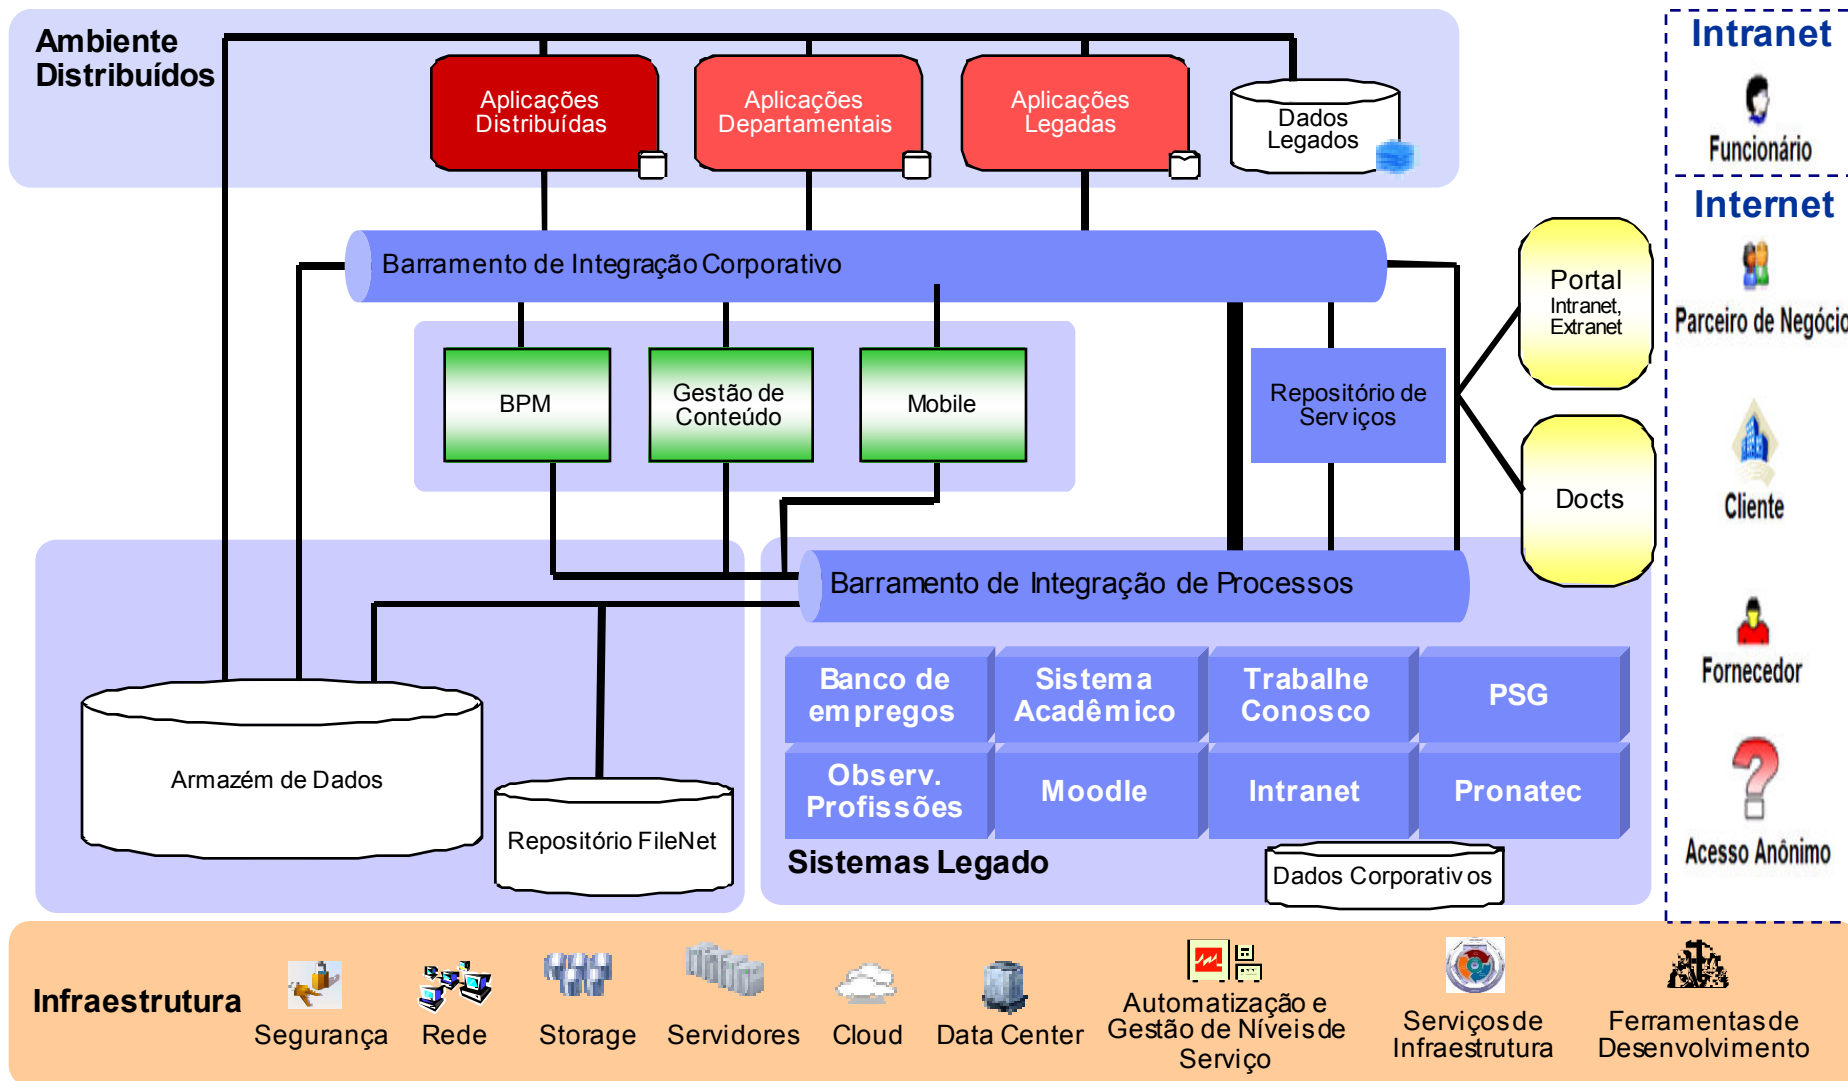 Ambiente
Distribuídos
Aplicações
Distribuídas
Aplicações
Departamentais
Aplicações
Legadas
Dados
Legados
Intranet
Funcionário
Internet
Parceiro de Negócio
Cliente
Fornecedor
Acesso Anônimo
Barramento de Integração Corporativo
Portal
Intranet,
Extranet
BPM
Gestão de
Conteúdo
Mobile
Repositório de
Serviços
Docts
Barramento de Integração de Processos
Banco de
empregos
Sistema
Acadêmico
Trabalhe
Conosco
PSG
Observ.
Profissões
Moodle
Intranet
Pronatec
Armazém de Dados
Repositório FileNet
Sistemas Legado
Dados Corporativos
Infraestrutura
Segurança
Rede
Storage
Servidores
Cloud
Data Center
Automatização e
Gestão de Níveis de
Serviço
Serviços de
Infraestrutura
Ferramentas de
Desenvolvimento